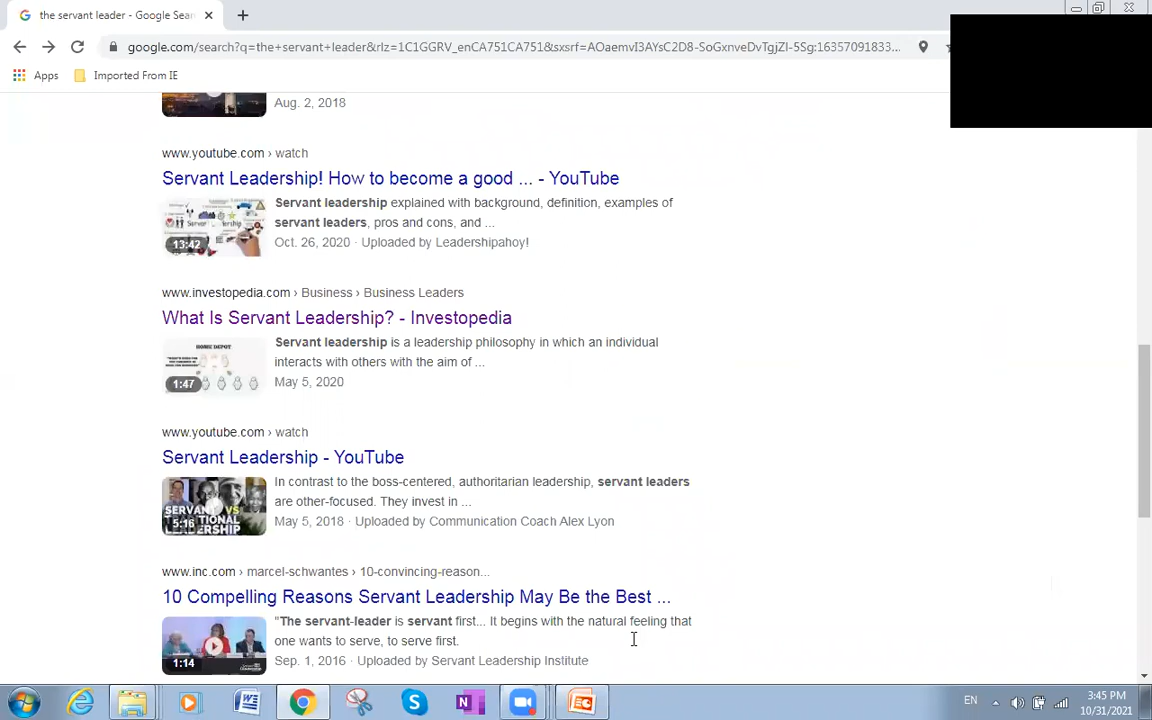 the servant leader - Google Sear
google.com/search?q=the+servant+leader&rlz=1C1GGRV_enCA751CA751&sxsrf=AOaemvI3AYsC2D8-SoGxnveDvTgjZI-5Sg:16357091833...
Apps Imported From IE
Aug. 2, 2018
www.youtube.com › watch
Servant Leadership! How to become a good ... - YouTube
Servant leadership explained with background, definition, examples of
servant leaders, pros and cons, and ...
13:42
Oct. 26, 2020 · Uploaded by Leadershipahoy!
www.investopedia.com › Business › Business Leaders
What Is Servant Leadership? - Investopedia
HOME DEPOT
Servant leadership is a leadership philosophy in which an individual
interacts with others with the aim of ...
1:47
May 5, 2020
www.youtube.com › watch
Servant Leadership - YouTube
In contrast to the boss-centered, authoritarian leadership, servant leaders
are other-focused. They invest in ...
SERVANT VS
TRADITIONAL
LEADERSHIP
5:16
May 5, 2018 · Uploaded by Communication Coach Alex Lyon
www.inc.com › marcel-schwantes › 10-convincing-reason...
10 Compelling Reasons Servant Leadership May Be the Best ...
"The servant-leader is servant first... It begins with the natural feeling that
one wants to serve, to serve first.
1:14
Sep. 1, 2016 · Uploaded by Servant Leadership Institute
EN
3:45 PM
10/31/2021